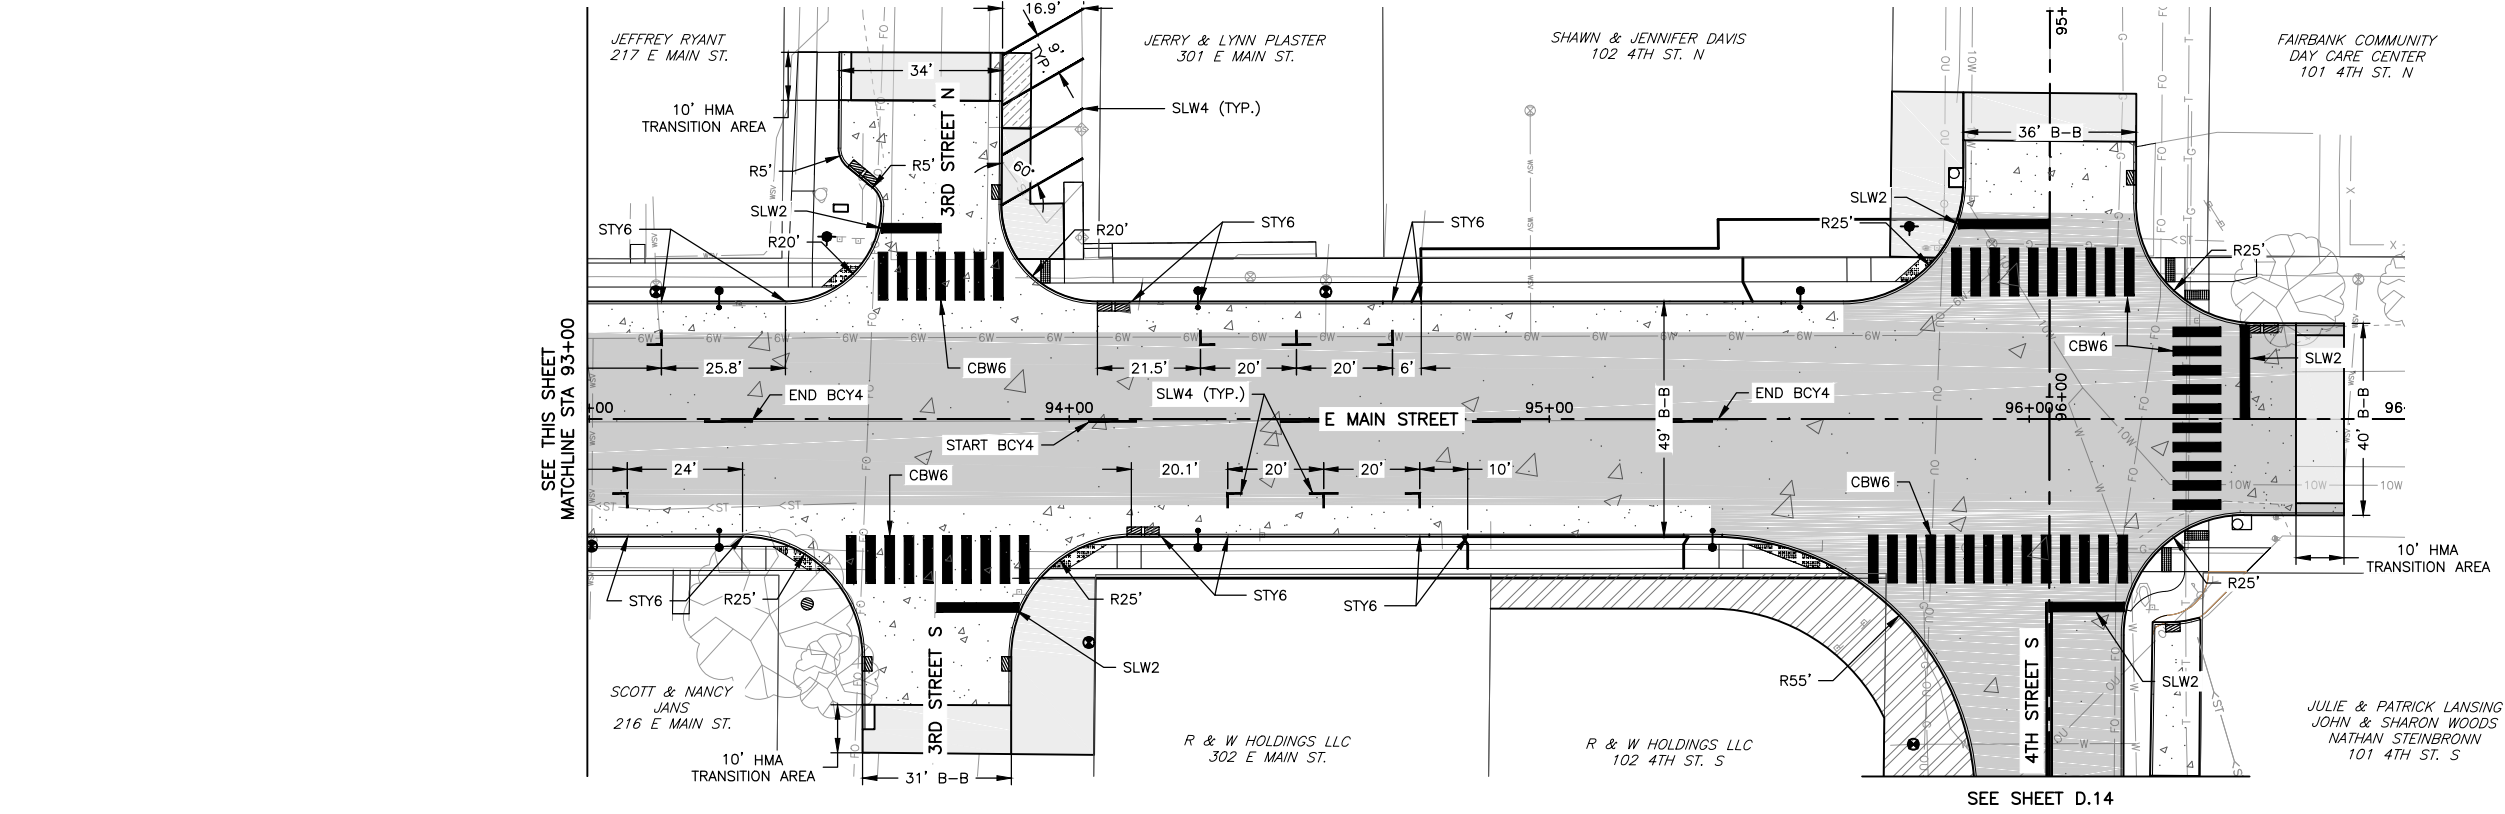 JEFFREY RYANT
217 E MAIN ST.
16.9'
9'
TYP.
JERRY & LYNN PLASTER
301 E MAIN ST.
SHAWN & JENNIFER DAVIS
102 4TH ST. N
95+
FAIRBANK COMMUNITY
DAY CARE CENTER
101 4TH ST. N
34'
10' HMA
TRANSITION AREA
3RD STREET N
SLW4 (TYP.)
36' B-B
R5'
R5'
60°
SLW2
SLW2
STY6
R20'
R20'
STY6
STY6
R25'
R25'
25.8'
CBW6
21.5'
20'
20'
6'
CBW6
SLW2
SEE THIS SHEET
MATCHLINE STA 93+00
+00
END BCY4
94+00
SLW4 (TYP.)
E MAIN STREET
95+00
END BCY4
96+00
96+00
96+
START BCY4
49' B-B
40' B-B
24'
CBW6
20.1'
20'
20'
10'
CBW6
10' HMA
TRANSITION AREA
STY6
R25'
R25'
STY6
STY6
R25'
SLW2
R55'
SLW2
3RD STREET S
4TH STREET S
SCOTT & NANCY
JANS
216 E MAIN ST.
10' HMA
TRANSITION AREA
31' B-B
R & W HOLDINGS LLC
302 E MAIN ST.
R & W HOLDINGS LLC
102 4TH ST. S
JULIE & PATRICK LANSING
JOHN & SHARON WOODS
NATHAN STEINBRONN
101 4TH ST. S
SEE SHEET D.14